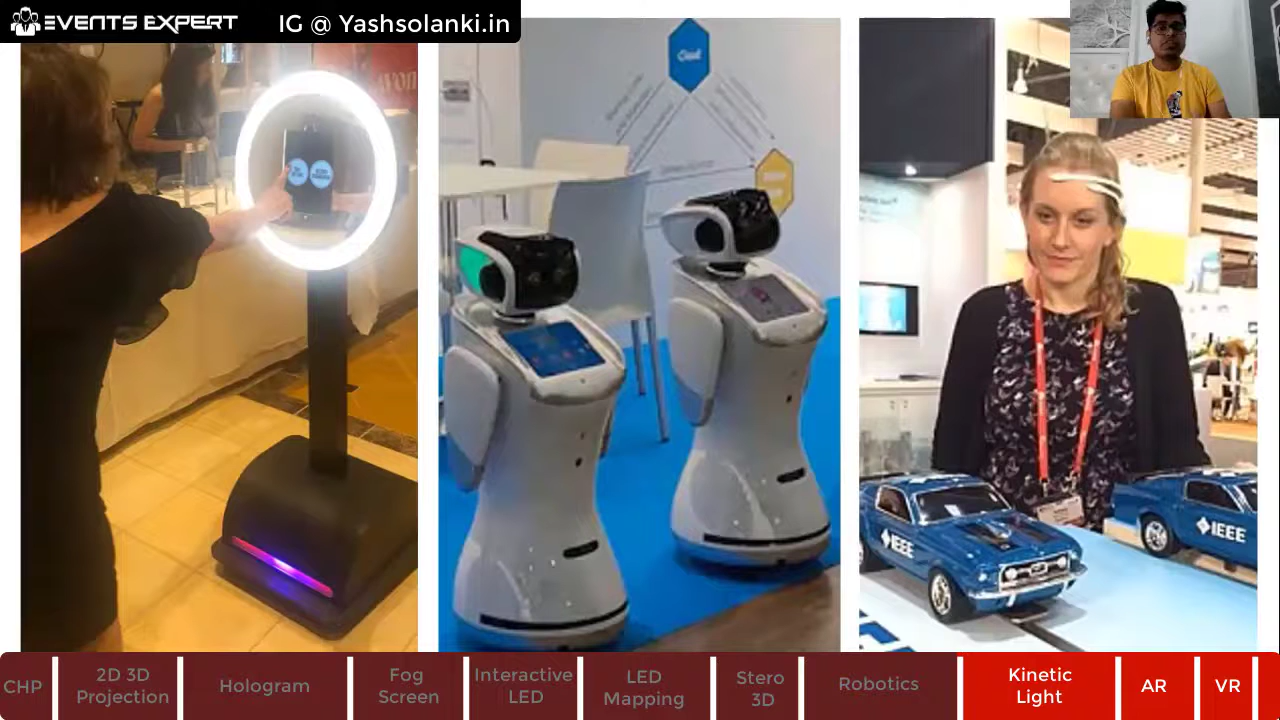 EVENTS EXPERT
IG @ Yashsolanki.in
Cloud
IEEE
IEEE
CHP
2D 3D
Projection
Hologram
Fog
Screen
Interactive
LED
LED
Mapping
Stero
3D
Robotics
Kinetic
Light
AR
VR